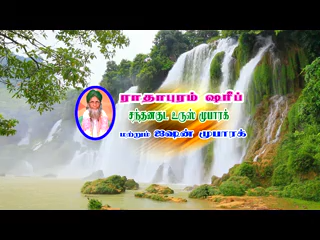 ராதாபுரம் ஷரீப்
சந்தனகுட உருஸ் முபாரக்
மற்றும் ஜஷன் முபாரக்